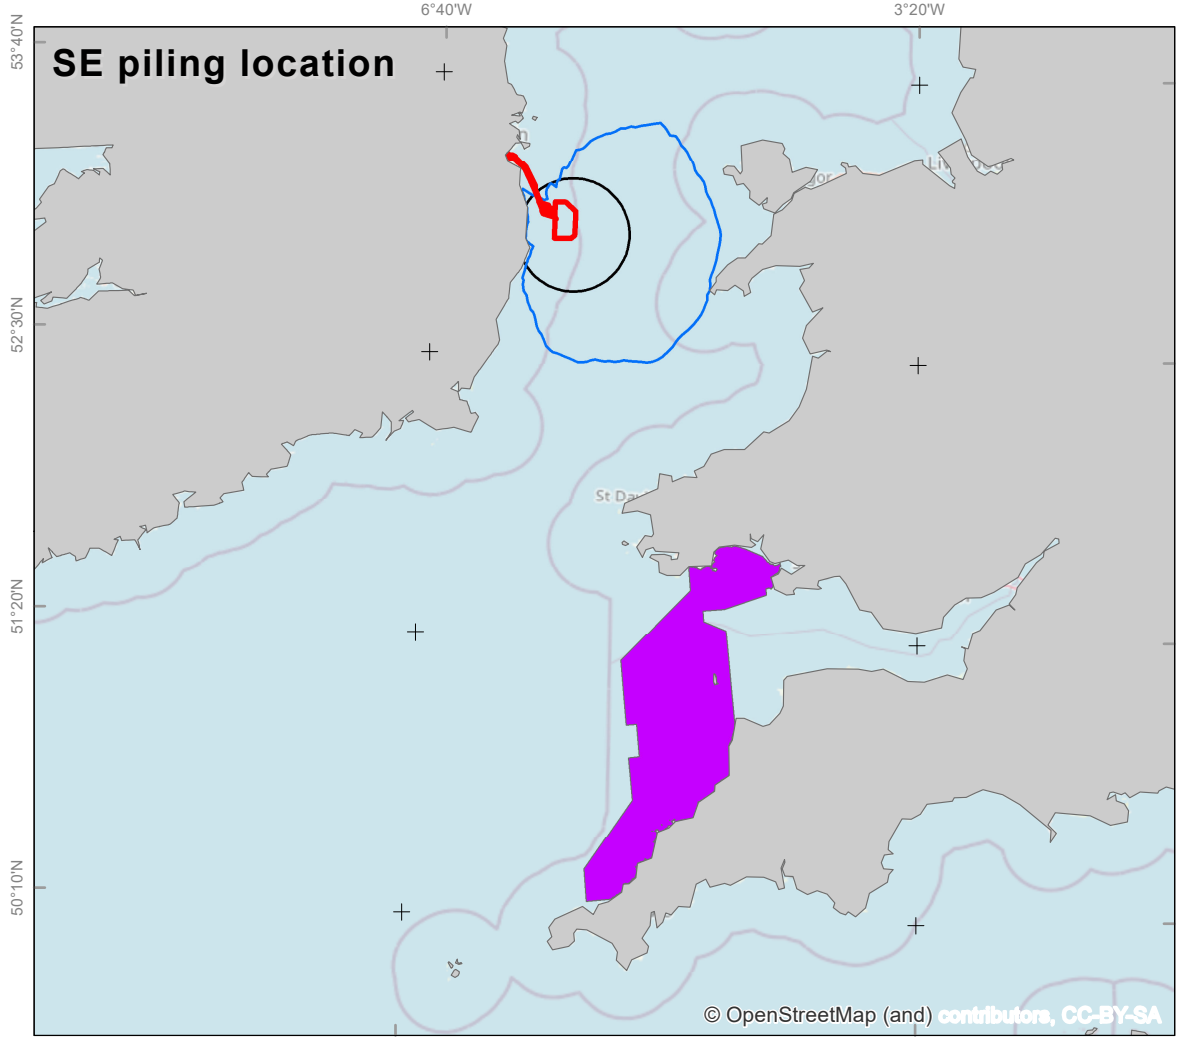 6°40'W
3°20'W
53°40'N
SE piling location
52°30'N
St Da
51°20'N
50°10'N
© OpenStreetMap (and) contributors, CC-BY-SA